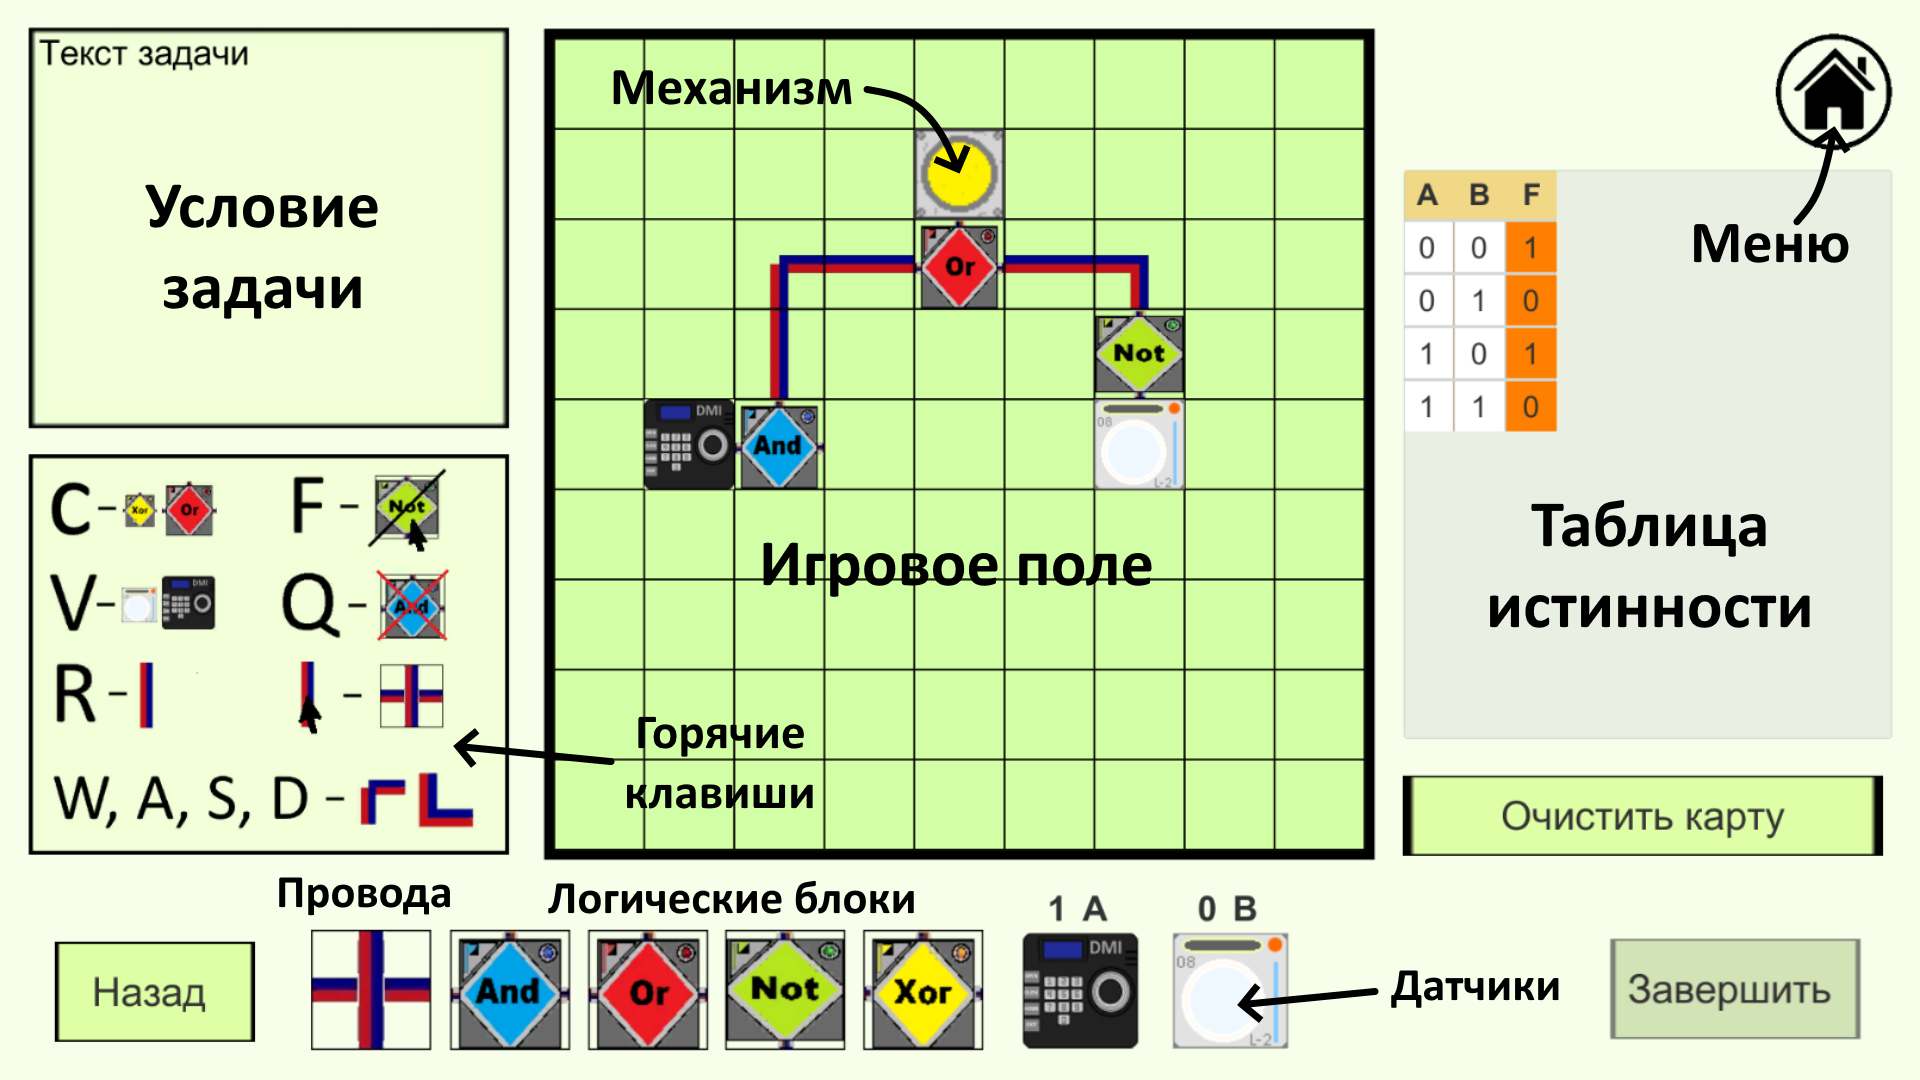 Текст задачи
Условие
задачи
C - Xor Or
F - Not
V - DMI
Q - And
R -
-
W, A, S, D -
Механизм
Or
Not
DMI
And
08
L-2
Игровое поле
Горячие
клавиши
Меню
A B F
0 0 1
0 1 0
1 0 1
1 1 0
Таблица
истинности
Очистить карту
Провода
Логические блоки
1 A
0 B
Назад
And
Or
Not
Xor
DMI
08
L-2
Датчики
Завершить